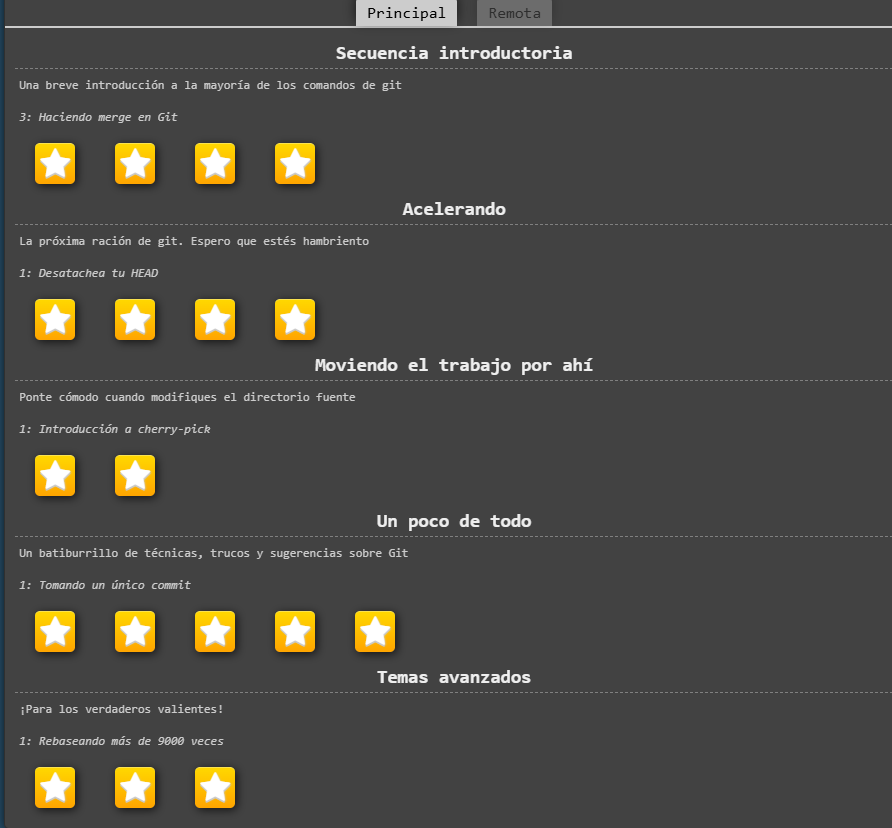 Principal Remota
Secuencia introductoria
Una breve introducción a la mayoría de los comandos de git
3: Haciendo merge en Git
Acelerando
La próxima ración de git. Espero que estés hambriento
1: Desatachea tu HEAD
Moviendo el trabajo por ahí
Ponte cómodo cuando modifiques el directorio fuente
1: Introducción a cherry-pick
Un poco de todo
Un batiburrillo de técnicas, trucos y sugerencias sobre Git
1: Tomando un único commit
Temas avanzados
¡Para los verdaderos valientes!
1: Rebaseando más de 9000 veces